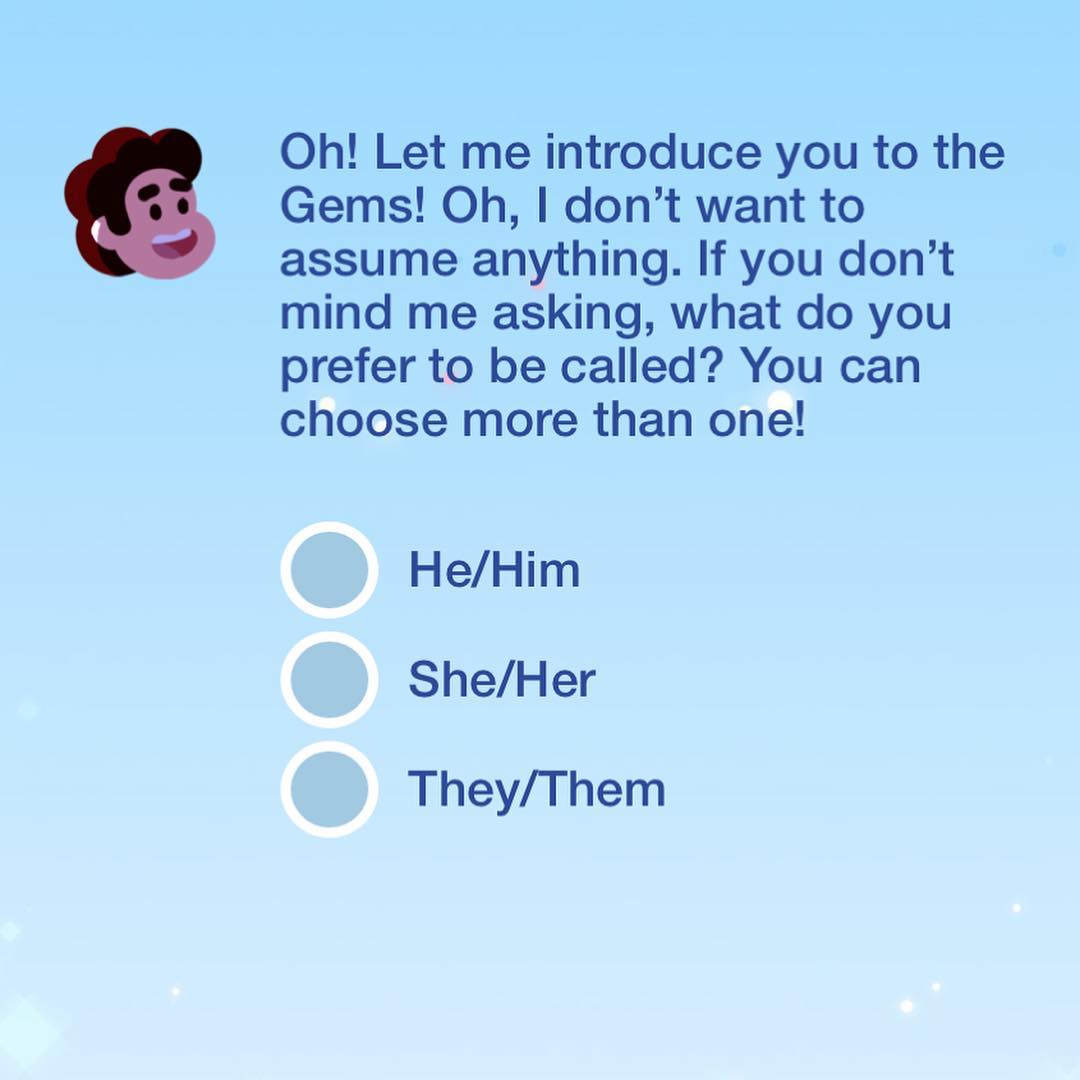 Oh! Let me introduce you to the
Gems! Oh, I don’t want to
assume anything. If you don’t
mind me asking, what do you
prefer to be called? You can
choose more than one!
He/Him
She/Her
They/Them